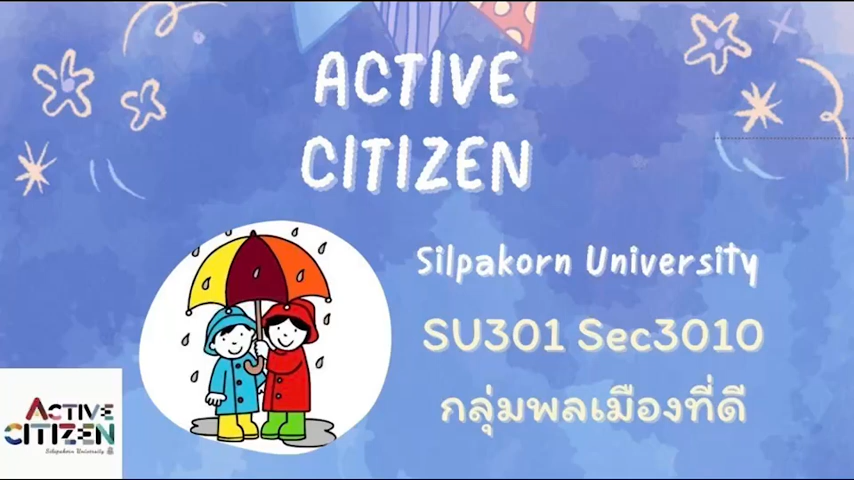 ACTIVE
CITIZEN
Silpakorn University
SU301 Sec3010
กลุ่มพลเมืองที่ดี
ACTIVE
CITIZEN
Silapakorn University